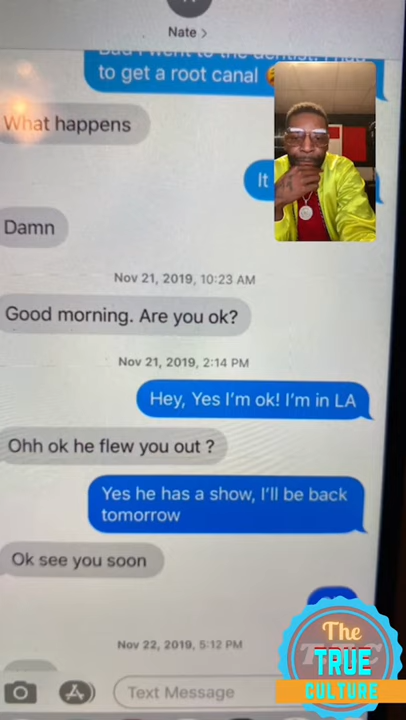 Nate >
to get a root canal
What happens
It
Damn
Nov 21, 2019, 10:23 AM
Good morning. Are you ok?
Nov 21, 2019, 2:14 PM
Hey, Yes I'm ok! I'm in LA
Ohh ok he flew you out ?
Yes he has a show, I'll be back
tomorrow
Ok see you soon
Nov 22, 2019, 5:12 PM
Text Message
The
TRUE
CULTURE